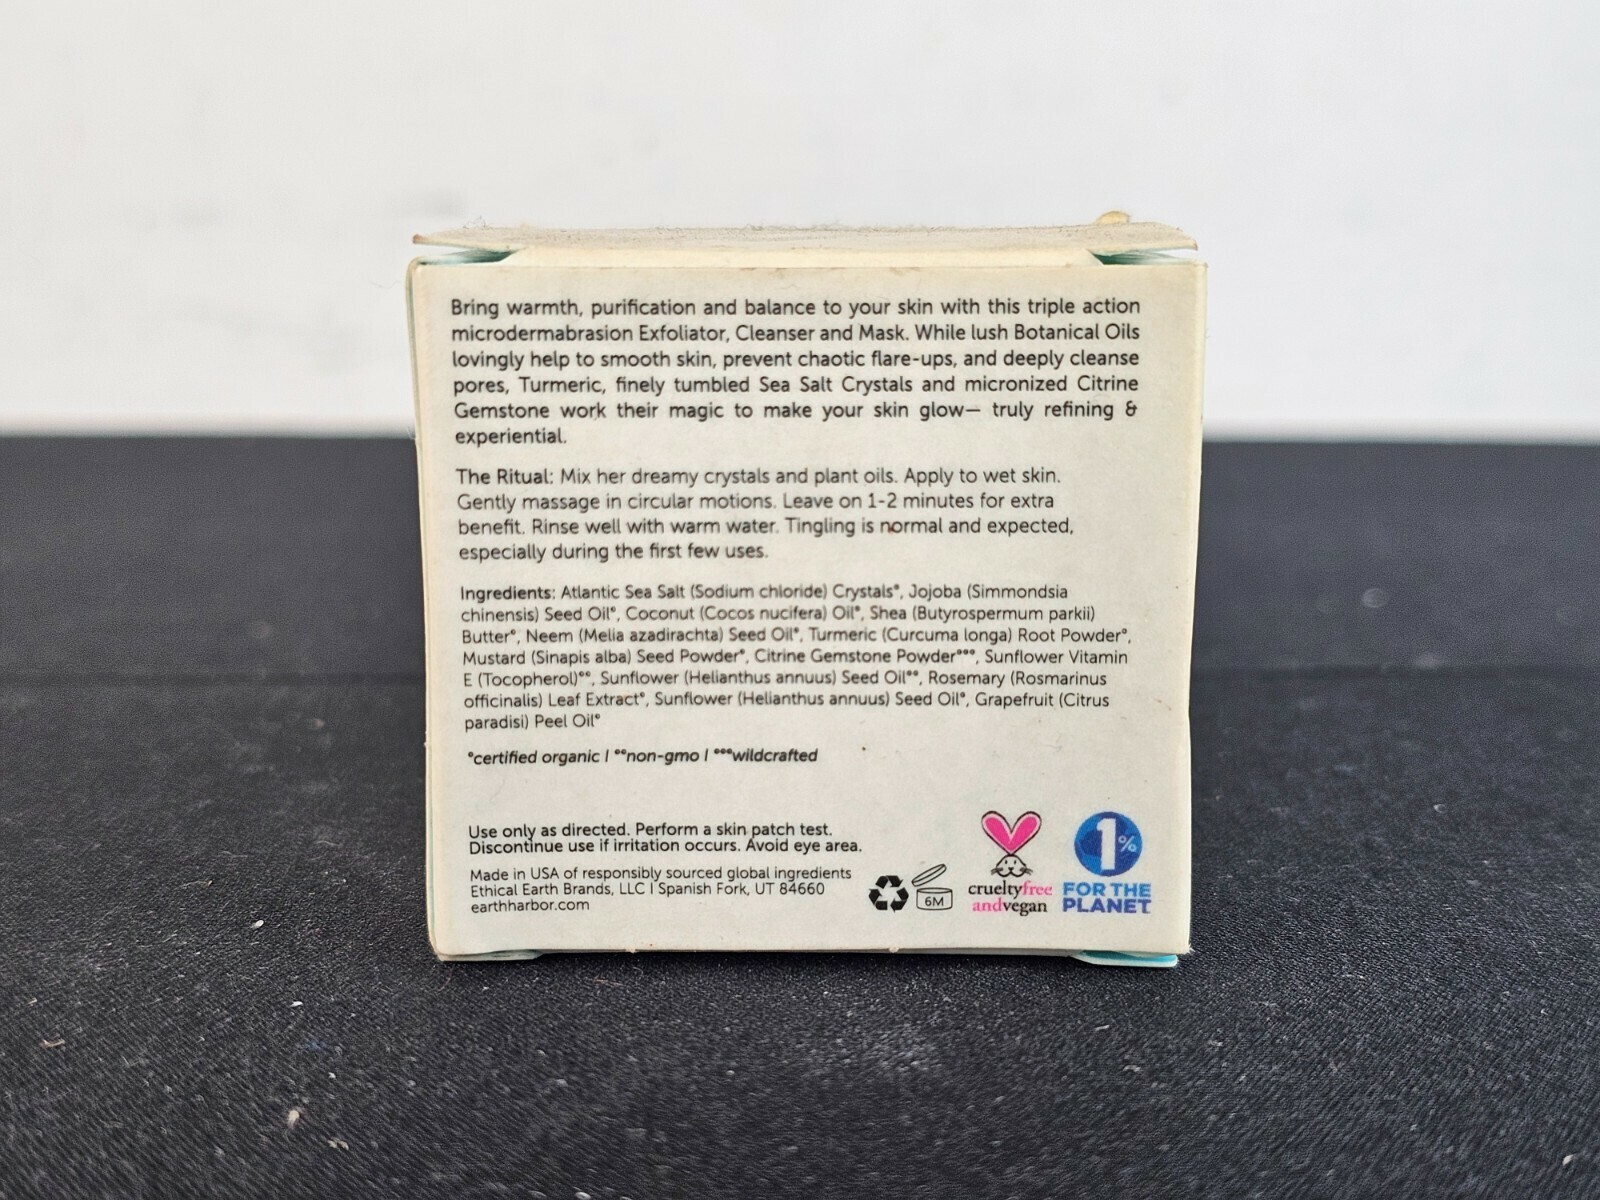 Bring warmth, purification and balance to your skin with this triple action
microdermabrasion Exfoliator, Cleanser and Mask. While lush Botanical Oils
lovingly help to smooth skin, prevent chaotic flare-ups, and deeply cleanse
pores, Turmeric, finely tumbled Sea Salt Crystals and micronized Citrine
Gemstone work their magic to make your skin glow— truly refining &
experiential.
The Ritual: Mix her dreamy crystals and plant oils. Apply to wet skin.
Gently massage in circular motions. Leave on 1-2 minutes for extra
benefit. Rinse well with warm water. Tingling is normal and expected,
especially during the first few uses.
Ingredients: Atlantic Sea Salt (Sodium chloride) Crystals°, Jojoba (Simmondsia
chinensis) Seed Oil°, Coconut (Cocos nucifera) Oil°, Shea (Butyrospermum parkii)
Butter°, Neem (Melia azadirachta) Seed Oil°, Turmeric (Curcuma longa) Root Powder°,
Mustard (Sinapis alba) Seed Powder°, Citrine Gemstone Powder°°°, Sunflower Vitamin
E (Tocopherol)°°, Sunflower (Helianthus annuus) Seed Oil°°, Rosemary (Rosmarinus
officinalis) Leaf Extract°, Sunflower (Helianthus annuus) Seed Oil°, Grapefruit (Citrus
paradisi) Peel Oil°
°certified organic | °°non-gmo | °°°wildcrafted
Use only as directed. Perform a skin patch test.
Discontinue use if irritation occurs. Avoid eye area.
Made in USA of responsibly sourced global ingredients
Ethical Earth Brands, LLC | Spanish Fork, UT 84660
earthharbor.com
6M
crueltyfree
andvegan
1%
FOR THE
PLANET